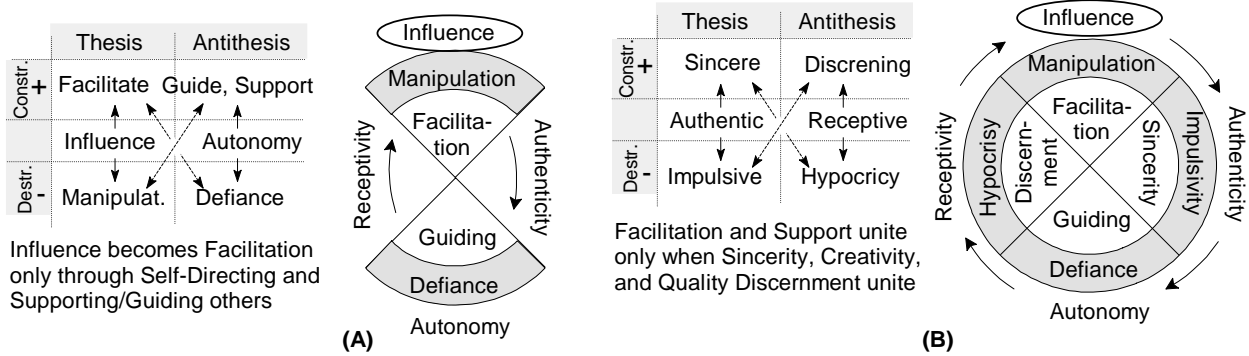 Thesis Antithesis
Constr. +
Facilitate Guide, Support
Influence Autonomy
Destr. -
Manipulat. Defiance
Influence becomes Facilitation
only through Self-Directing and
Supporting/Guiding others
Influence
Manipulation
Facilita-
tion
Receptivity
Authenticity
Guiding
Defiance
Autonomy
(A)
Thesis Antithesis
Constr. +
Sincere Discrening
Authentic Receptive
Destr. -
Impulsive Hypocricy
Facilitation and Support unite
only when Sincerity, Creativity,
and Quality Discernment unite
Influence
Manipulation
Facilita-
tion
Receptivity
Hypocrisy
Discern-
ment
Sincerity
Impulsivity
Authenticity
Guiding
Defiance
Autonomy
(B)